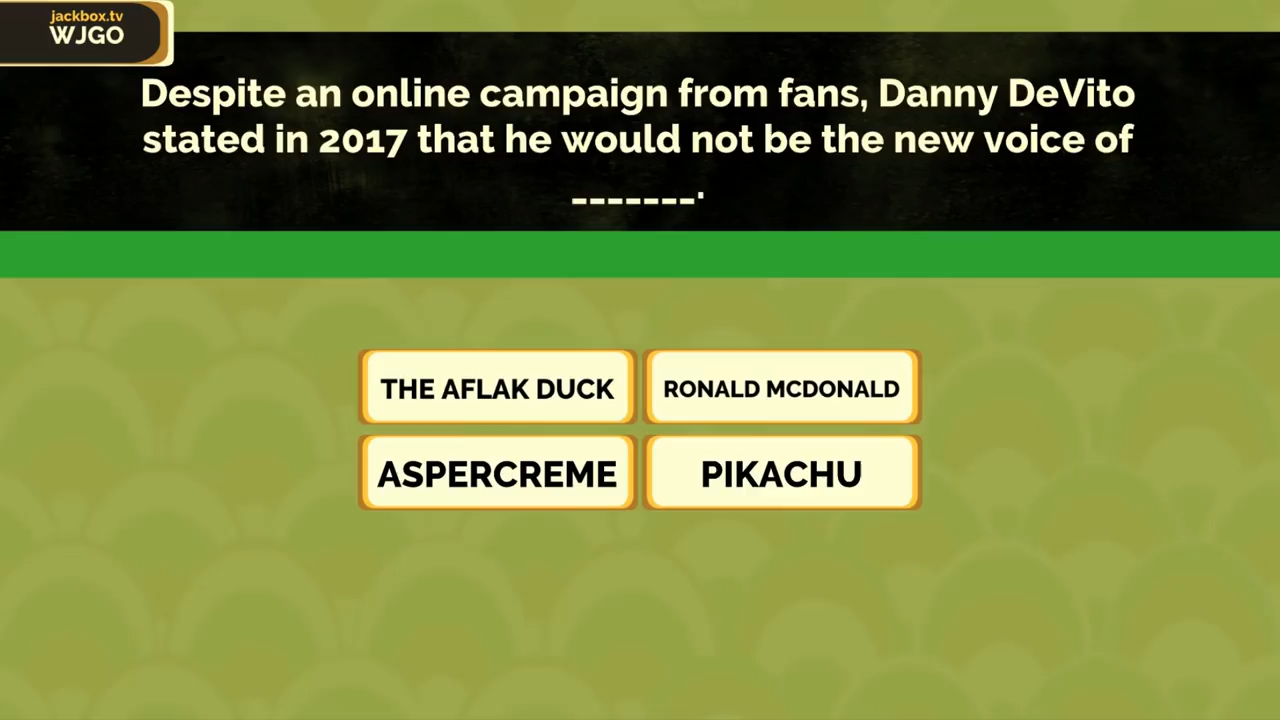 jackbox.tv
WJGO
Despite an online campaign from fans, Danny DeVito
stated in 2017 that he would not be the new voice of
_______.
THE AFLAK DUCK
RONALD MCDONALD
ASPERCREME
PIKACHU